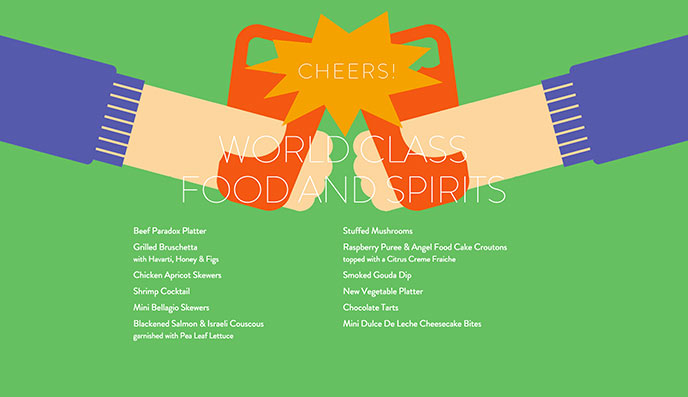 CHEERS!
WORLD CLASS
FOOD AND SPIRITS
Beef Paradox Platter
Grilled Bruschetta
with Havarti, Honey & Figs
Chicken Apricot Skewers
Shrimp Cocktail
Mini Bellagio Skewers
Blackened Salmon & Israeli Couscous
garnished with Pea Leaf Lettuce
Stuffed Mushrooms
Raspberry Puree & Angel Food Cake Croutons
topped with a Citrus Creme Fraiche
Smoked Gouda Dip
New Vegetable Platter
Chocolate Tarts
Mini Dulce De Leche Cheesecake Bites